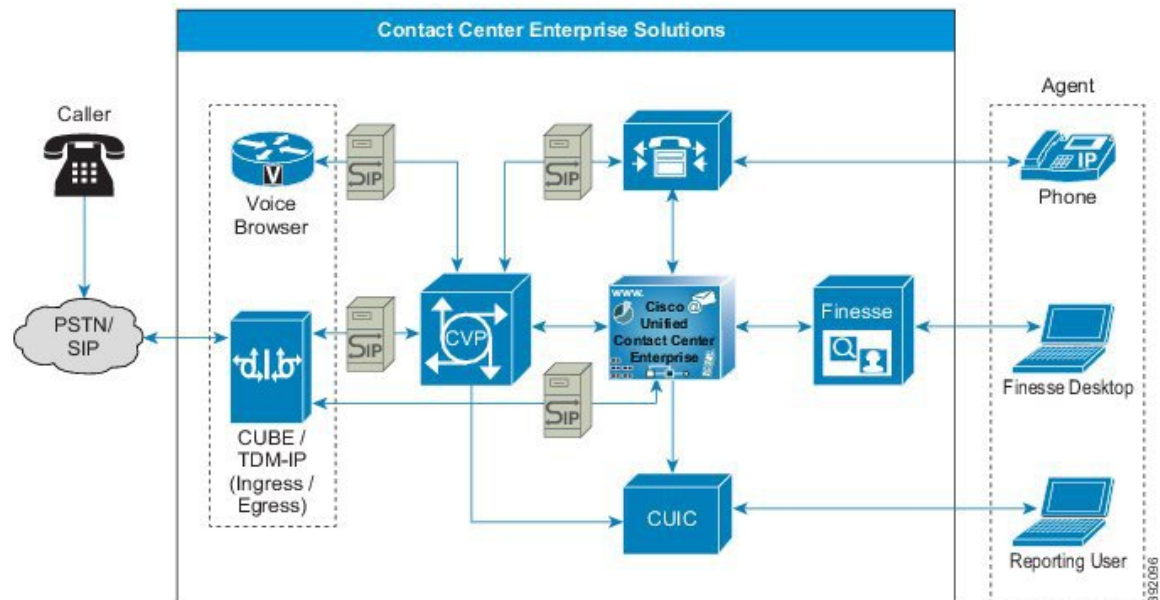 Contact Center Enterprise Solutions
Caller
Agent
SIP
SIP
V
Voice
Browser
IP
Phone
PSTN/
SIP
CUBE /
TDM-IP
(Ingress /
Egress)
SIP
CVP
SIP
www.
Cisco
Unified
Contact Center
Enterprise
@
Finesse
Finesse Desktop
CUIC
Reporting User